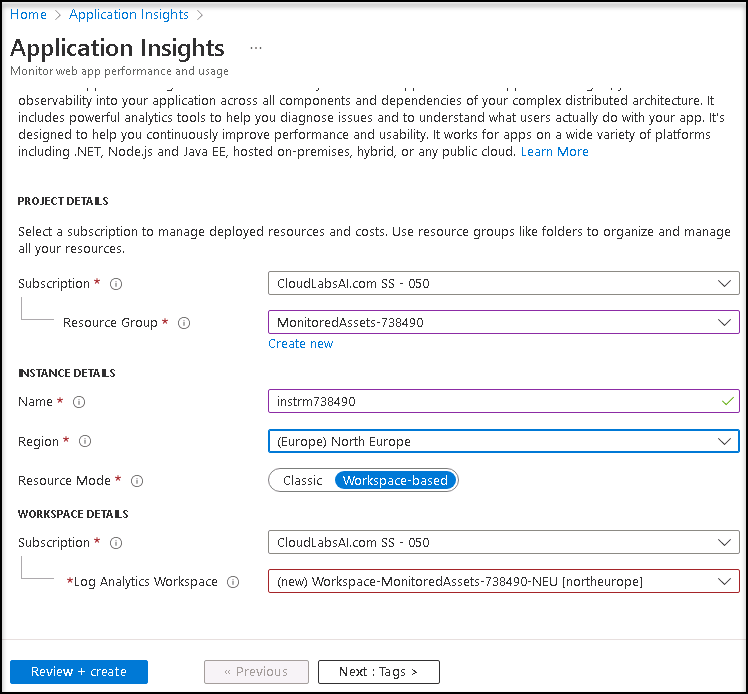 Home > Application Insights >
Application Insights ...
Monitor web app performance and usage
observability into your application across all components and dependencies of your complex distributed architecture. It
includes powerful analytics tools to help you diagnose issues and to understand what users actually do with your app. It's
designed to help you continuously improve performance and usability. It works for apps on a wide variety of platforms
including .NET, Node.js and Java EE, hosted on-premises, hybrid, or any public cloud. Learn More
PROJECT DETAILS
Select a subscription to manage deployed resources and costs. Use resource groups like folders to organize and manage
all your resources.
Subscription * CloudLabsAI.com SS - 050
Resource Group * MonitoredAssets-738490
Create new
INSTANCE DETAILS
Name * instrm738490
Region * (Europe) North Europe
Resource Mode * Classic Workspace-based
WORKSPACE DETAILS
Subscription * CloudLabsAI.com SS - 050
*Log Analytics Workspace (new) Workspace-MonitoredAssets-738490-NEU [northeurope]
Review + create « Previous Next : Tags >